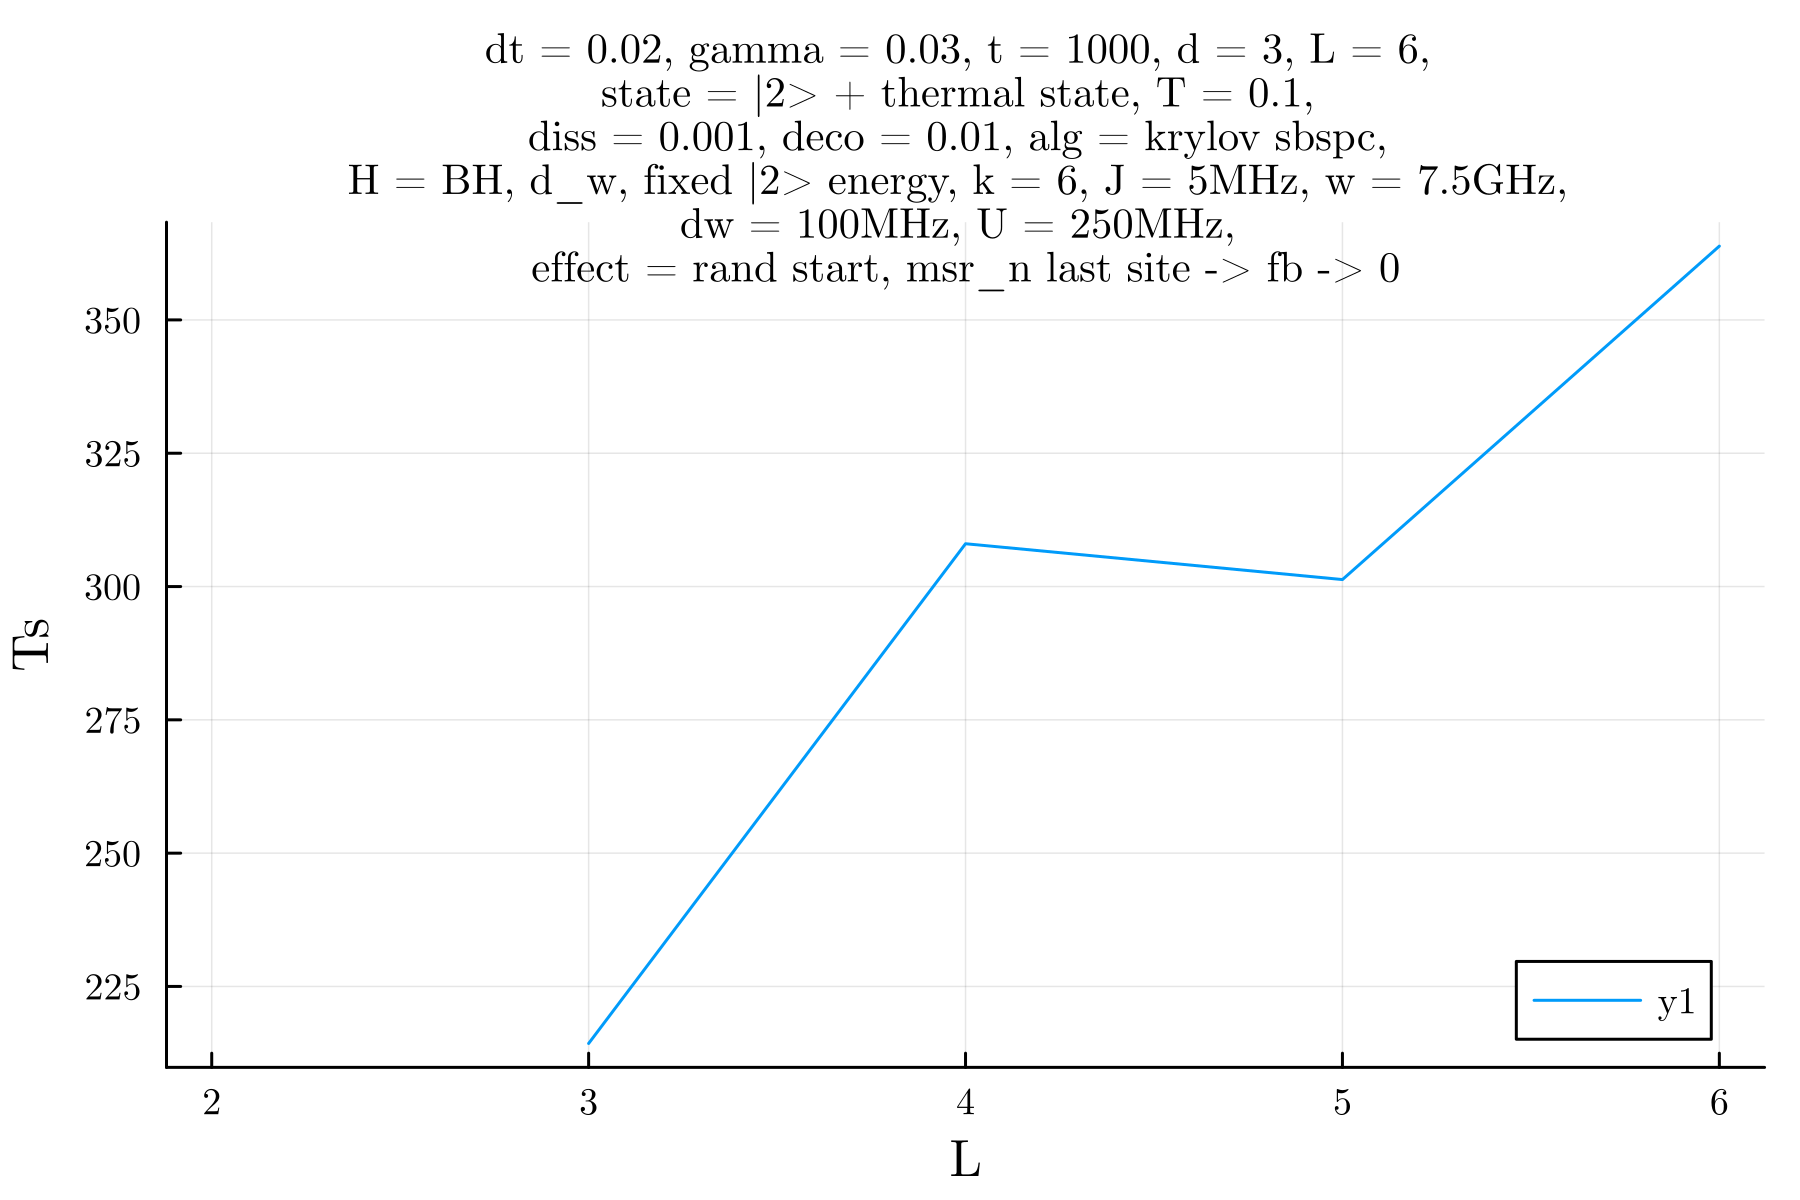 dt = 0.02, gamma = 0.03, t = 1000, d = 3, L = 6,
state = |2> + thermal state, T = 0.1,
diss = 0.001, deco = 0.01, alg = krylov sbspc,
H = BH, d_w, fixed |2> energy, k = 6, J = 5MHz, w = 7.5GHz,
dw = 100MHz, U = 250MHz,
effect = rand start, msr_n last site -> fb -> 0
350
325
300
275
250
225
Ts
y1
2 3 4 5 6
L